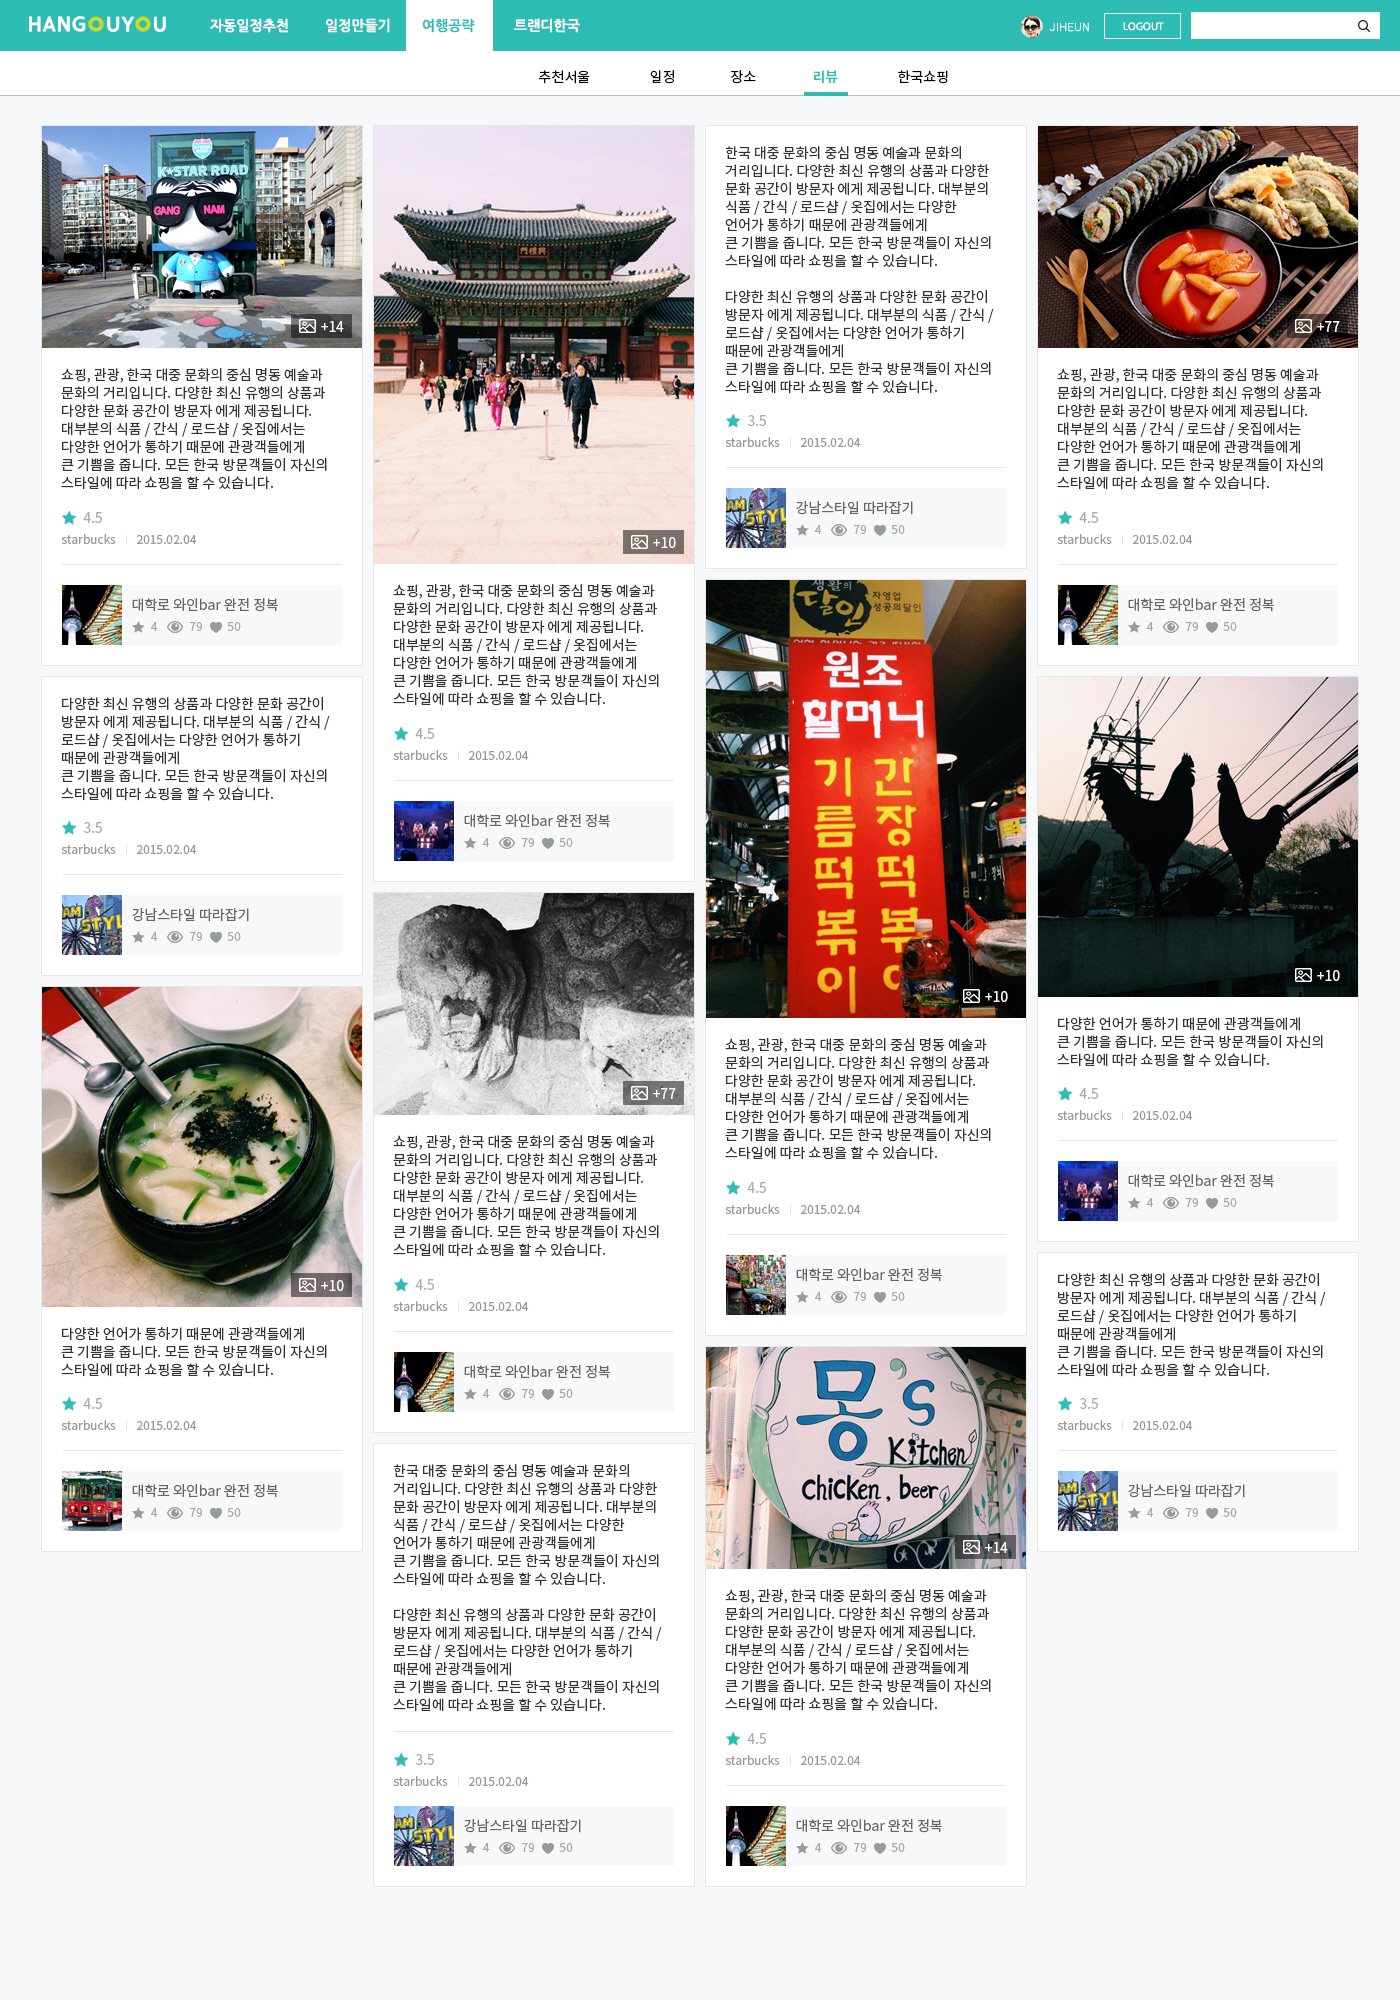 HANGOUYOU
자동일정추천
일정만들기
여행공략
트랜디한국
JIHEUN
LOGOUT
추천서울
일정
장소
리뷰
한국쇼핑
K★STAR ROAD
GANG
NAM
+14
쇼핑, 관광, 한국 대중 문화의 중심 명동 예술과
문화의 거리입니다. 다양한 최신 유행의 상품과
다양한 문화 공간이 방문자 에게 제공됩니다.
대부분의 식품 / 간식 / 로드샵 / 옷집에서는
다양한 언어가 통하기 때문에 관광객들에게
큰 기쁨을 줍니다. 모든 한국 방문객들이 자신의
스타일에 따라 쇼핑을 할 수 있습니다.
4.5
starbucks
2015.02.04
대학로 와인bar 완전 정복
4
79
50
다양한 최신 유행의 상품과 다양한 문화 공간이
방문자 에게 제공됩니다. 대부분의 식품 / 간식 /
로드샵 / 옷집에서는 다양한 언어가 통하기
때문에 관광객들에게
큰 기쁨을 줍니다. 모든 한국 방문객들이 자신의
스타일에 따라 쇼핑을 할 수 있습니다.
3.5
starbucks
2015.02.04
강남스타일 따라잡기
4
79
50
+10
다양한 언어가 통하기 때문에 관광객들에게
큰 기쁨을 줍니다. 모든 한국 방문객들이 자신의
스타일에 따라 쇼핑을 할 수 있습니다.
4.5
starbucks
2015.02.04
대학로 와인bar 완전 정복
4
79
50
+10
쇼핑, 관광, 한국 대중 문화의 중심 명동 예술과
문화의 거리입니다. 다양한 최신 유행의 상품과
다양한 문화 공간이 방문자 에게 제공됩니다.
대부분의 식품 / 간식 / 로드샵 / 옷집에서는
다양한 언어가 통하기 때문에 관광객들에게
큰 기쁨을 줍니다. 모든 한국 방문객들이 자신의
스타일에 따라 쇼핑을 할 수 있습니다.
4.5
starbucks
2015.02.04
대학로 와인bar 완전 정복
4
79
50
+77
쇼핑, 관광, 한국 대중 문화의 중심 명동 예술과
문화의 거리입니다. 다양한 최신 유행의 상품과
다양한 문화 공간이 방문자 에게 제공됩니다.
대부분의 식품 / 간식 / 로드샵 / 옷집에서는
다양한 언어가 통하기 때문에 관광객들에게
큰 기쁨을 줍니다. 모든 한국 방문객들이 자신의
스타일에 따라 쇼핑을 할 수 있습니다.
4.5
starbucks
2015.02.04
대학로 와인bar 완전 정복
4
79
50
한국 대중 문화의 중심 명동 예술과 문화의
거리입니다. 다양한 최신 유행의 상품과 다양한
문화 공간이 방문자 에게 제공됩니다. 대부분의
식품 / 간식 / 로드샵 / 옷집에서는 다양한
언어가 통하기 때문에 관광객들에게
큰 기쁨을 줍니다. 모든 한국 방문객들이 자신의
스타일에 따라 쇼핑을 할 수 있습니다.
다양한 최신 유행의 상품과 다양한 문화 공간이
방문자 에게 제공됩니다. 대부분의 식품 / 간식 /
로드샵 / 옷집에서는 다양한 언어가 통하기
때문에 관광객들에게
큰 기쁨을 줍니다. 모든 한국 방문객들이 자신의
스타일에 따라 쇼핑을 할 수 있습니다.
3.5
starbucks
2015.02.04
강남스타일 따라잡기
4
79
50
한국 대중 문화의 중심 명동 예술과 문화의
거리입니다. 다양한 최신 유행의 상품과 다양한
문화 공간이 방문자 에게 제공됩니다. 대부분의
식품 / 간식 / 로드샵 / 옷집에서는 다양한
언어가 통하기 때문에 관광객들에게
큰 기쁨을 줍니다. 모든 한국 방문객들이 자신의
스타일에 따라 쇼핑을 할 수 있습니다.
다양한 최신 유행의 상품과 다양한 문화 공간이
방문자 에게 제공됩니다. 대부분의 식품 / 간식 /
로드샵 / 옷집에서는 다양한 언어가 통하기
때문에 관광객들에게
큰 기쁨을 줍니다. 모든 한국 방문객들이 자신의
스타일에 따라 쇼핑을 할 수 있습니다.
3.5
starbucks
2015.02.04
강남스타일 따라잡기
4
79
50
생활의
달인
자영업
성공의달인
원조
할머니
기름떡볶이
간장떡볶이
+10
쇼핑, 관광, 한국 대중 문화의 중심 명동 예술과
문화의 거리입니다. 다양한 최신 유행의 상품과
다양한 문화 공간이 방문자 에게 제공됩니다.
대부분의 식품 / 간식 / 로드샵 / 옷집에서는
다양한 언어가 통하기 때문에 관광객들에게
큰 기쁨을 줍니다. 모든 한국 방문객들이 자신의
스타일에 따라 쇼핑을 할 수 있습니다.
4.5
starbucks
2015.02.04
대학로 와인bar 완전 정복
4
79
50
몽's
Kitchen
chicken, beer
+14
쇼핑, 관광, 한국 대중 문화의 중심 명동 예술과
문화의 거리입니다. 다양한 최신 유행의 상품과
다양한 문화 공간이 방문자 에게 제공됩니다.
대부분의 식품 / 간식 / 로드샵 / 옷집에서는
다양한 언어가 통하기 때문에 관광객들에게
큰 기쁨을 줍니다. 모든 한국 방문객들이 자신의
스타일에 따라 쇼핑을 할 수 있습니다.
4.5
starbucks
2015.02.04
대학로 와인bar 완전 정복
4
79
50
+77
쇼핑, 관광, 한국 대중 문화의 중심 명동 예술과
문화의 거리입니다. 다양한 최신 유행의 상품과
다양한 문화 공간이 방문자 에게 제공됩니다.
대부분의 식품 / 간식 / 로드샵 / 옷집에서는
다양한 언어가 통하기 때문에 관광객들에게
큰 기쁨을 줍니다. 모든 한국 방문객들이 자신의
스타일에 따라 쇼핑을 할 수 있습니다.
4.5
starbucks
2015.02.04
대학로 와인bar 완전 정복
4
79
50
+10
다양한 언어가 통하기 때문에 관광객들에게
큰 기쁨을 줍니다. 모든 한국 방문객들이 자신의
스타일에 따라 쇼핑을 할 수 있습니다.
4.5
starbucks
2015.02.04
대학로 와인bar 완전 정복
4
79
50
다양한 최신 유행의 상품과 다양한 문화 공간이
방문자 에게 제공됩니다. 대부분의 식품 / 간식 /
로드샵 / 옷집에서는 다양한 언어가 통하기
때문에 관광객들에게
큰 기쁨을 줍니다. 모든 한국 방문객들이 자신의
스타일에 따라 쇼핑을 할 수 있습니다.
3.5
starbucks
2015.02.04
강남스타일 따라잡기
4
79
50